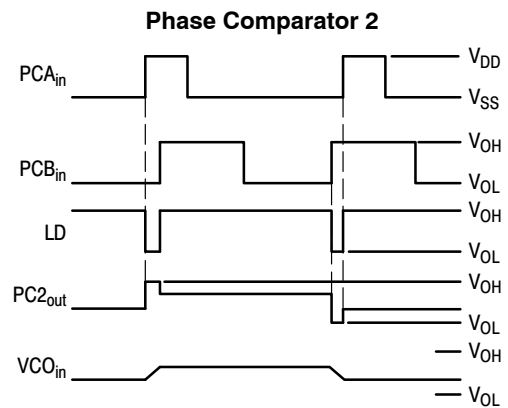 Phase Comparator 2
PCAin
VDD
VSS
PCBin
VOH
VOL
LD
VOH
VOL
PC2out
VOH
VOL
VCOin
VOH
VOL